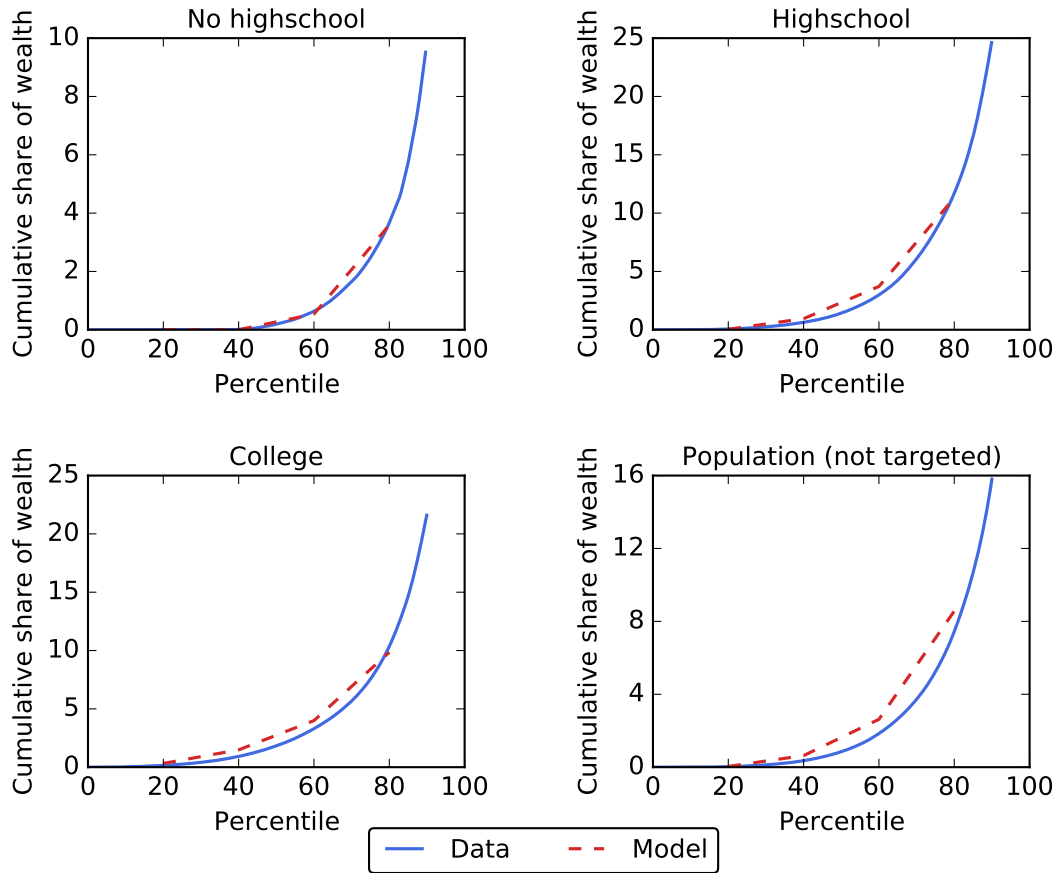 No highschool
Highschool
Cumulative share of wealth
10
8
6
4
2
0
0 20 40 60 80 100
Percentile
Cumulative share of wealth
25
20
15
10
5
0
0 20 40 60 80 100
Percentile
College
Population (not targeted)
Cumulative share of wealth
25
20
15
10
5
0
0 20 40 60 80 100
Percentile
Cumulative share of wealth
16
12
8
4
0
0 20 40 60 80 100
Percentile
Data Model